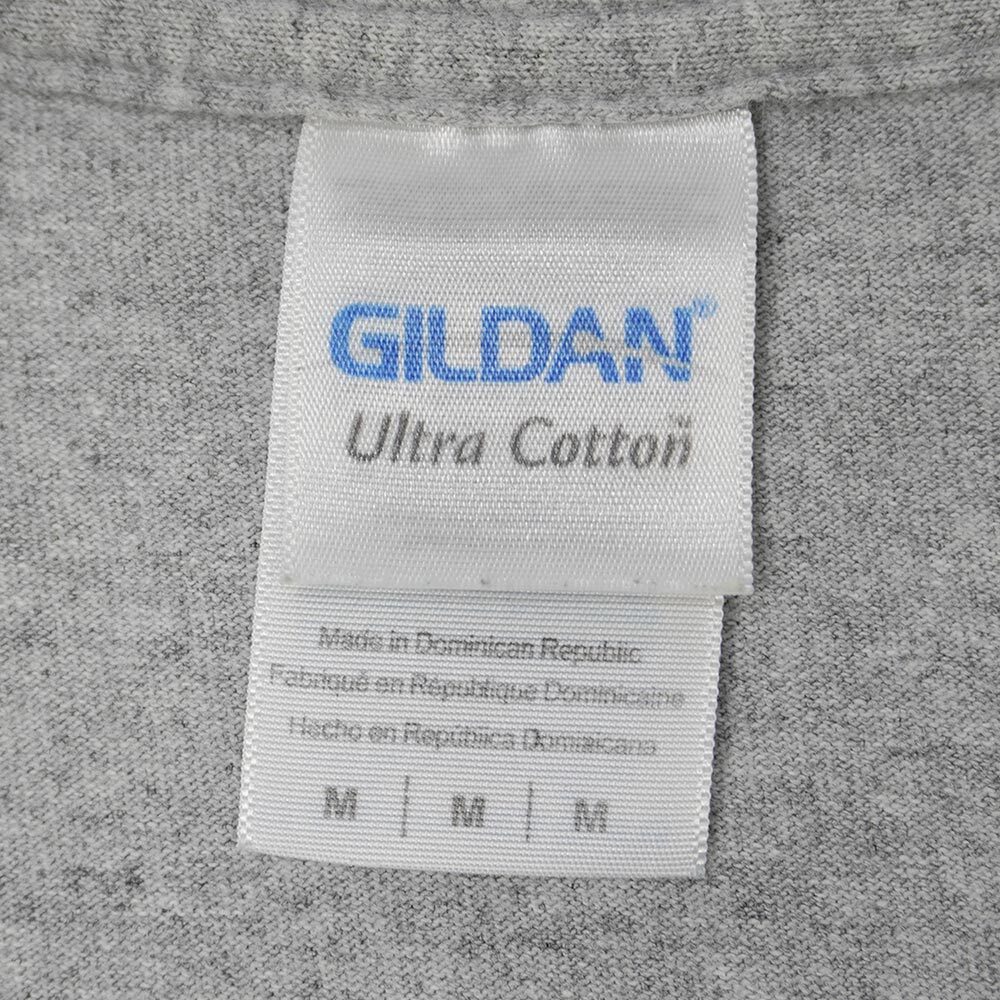 GILDAN®
Ultra Cotton™
Made in Dominican Republic
Fabriqué en République Dominicaine
Hecho en República Dominicana
M | M | M